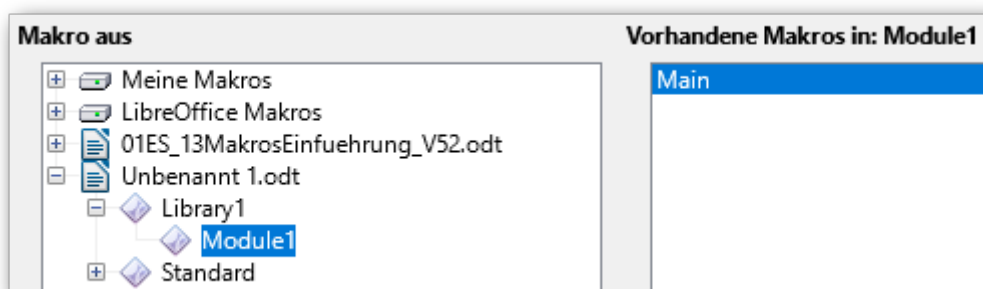 Makro aus
Meine Makros
LibreOffice Makros
01ES_13MakrosEinfuehrung_V52.odt
Unbenannt 1.odt
Library1
Module1
Standard
Vorhandene Makros in: Module1
Main